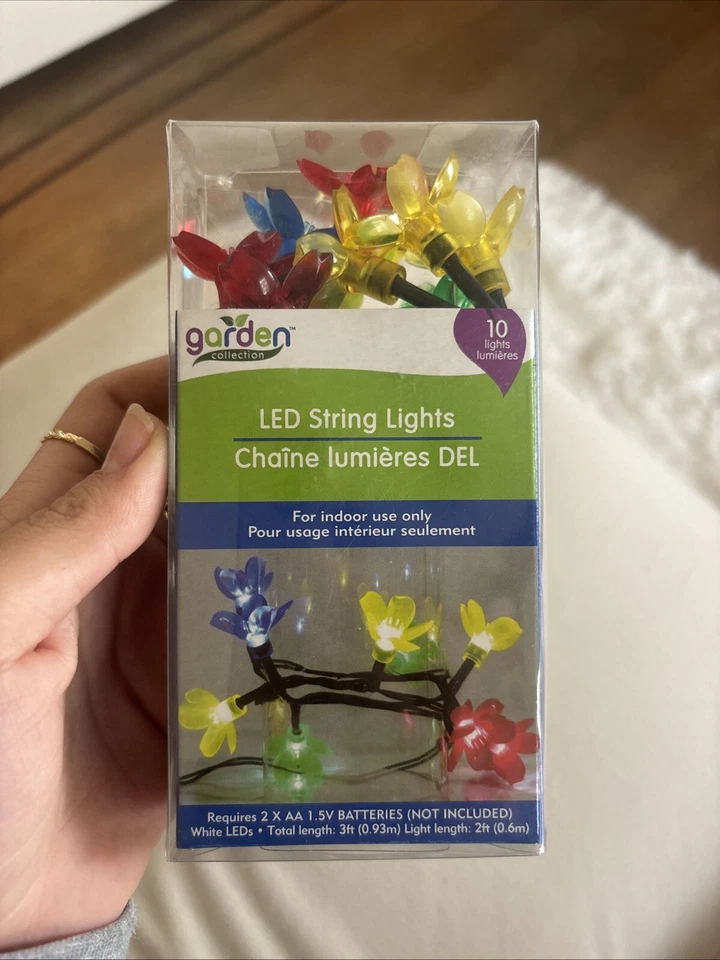 garden™
collection
10
lights
lumières
LED String Lights
Chaîne lumières DEL
For indoor use only
Pour usage intérieur seulement
Requires 2 X AA 1.5V BATTERIES (NOT INCLUDED)
White LEDs • Total length: 3ft (0.93m) Light length: 2ft (0.6m)